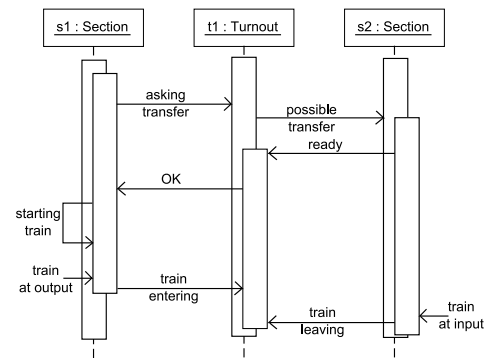 s1 : Section
t1 : Turnout
s2 : Section
asking
transfer
possible
transfer
ready
OK
starting
train
train
at output
train
entering
train
leaving
train
at input